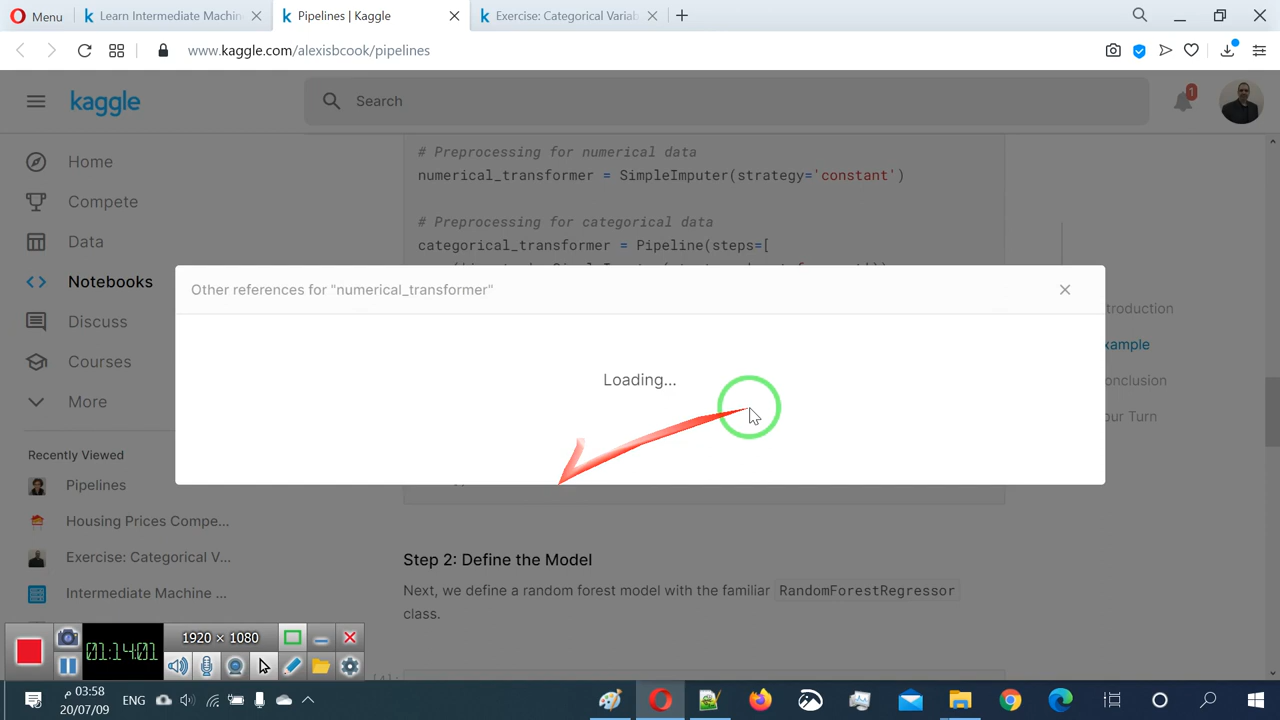 Menu
Learn Intermediate Machin
Pipelines | Kaggle
Exercise: Categorical Variab
www.kaggle.com/alexisbcook/pipelines
kaggle
Search
1
Home
Compete
Data
Notebooks
Discuss
Courses
More
Recently Viewed
Pipelines
Housing Prices Compe...
Exercise: Categorical V...
Intermediate Machine ...
# Preprocessing for numerical data
numerical_transformer = SimpleImputer(strategy='constant')
# Preprocessing for categorical data
categorical_transformer = Pipeline(steps=[
Other references for "numerical_transformer"
Loading...
troduction
xample
onclusion
our Turn
Step 2: Define the Model
Next, we define a random forest model with the familiar RandomForestRegressor
class.
[4]:
01:14:01
1920 × 1080
03:58 م
20/07/09
ENG